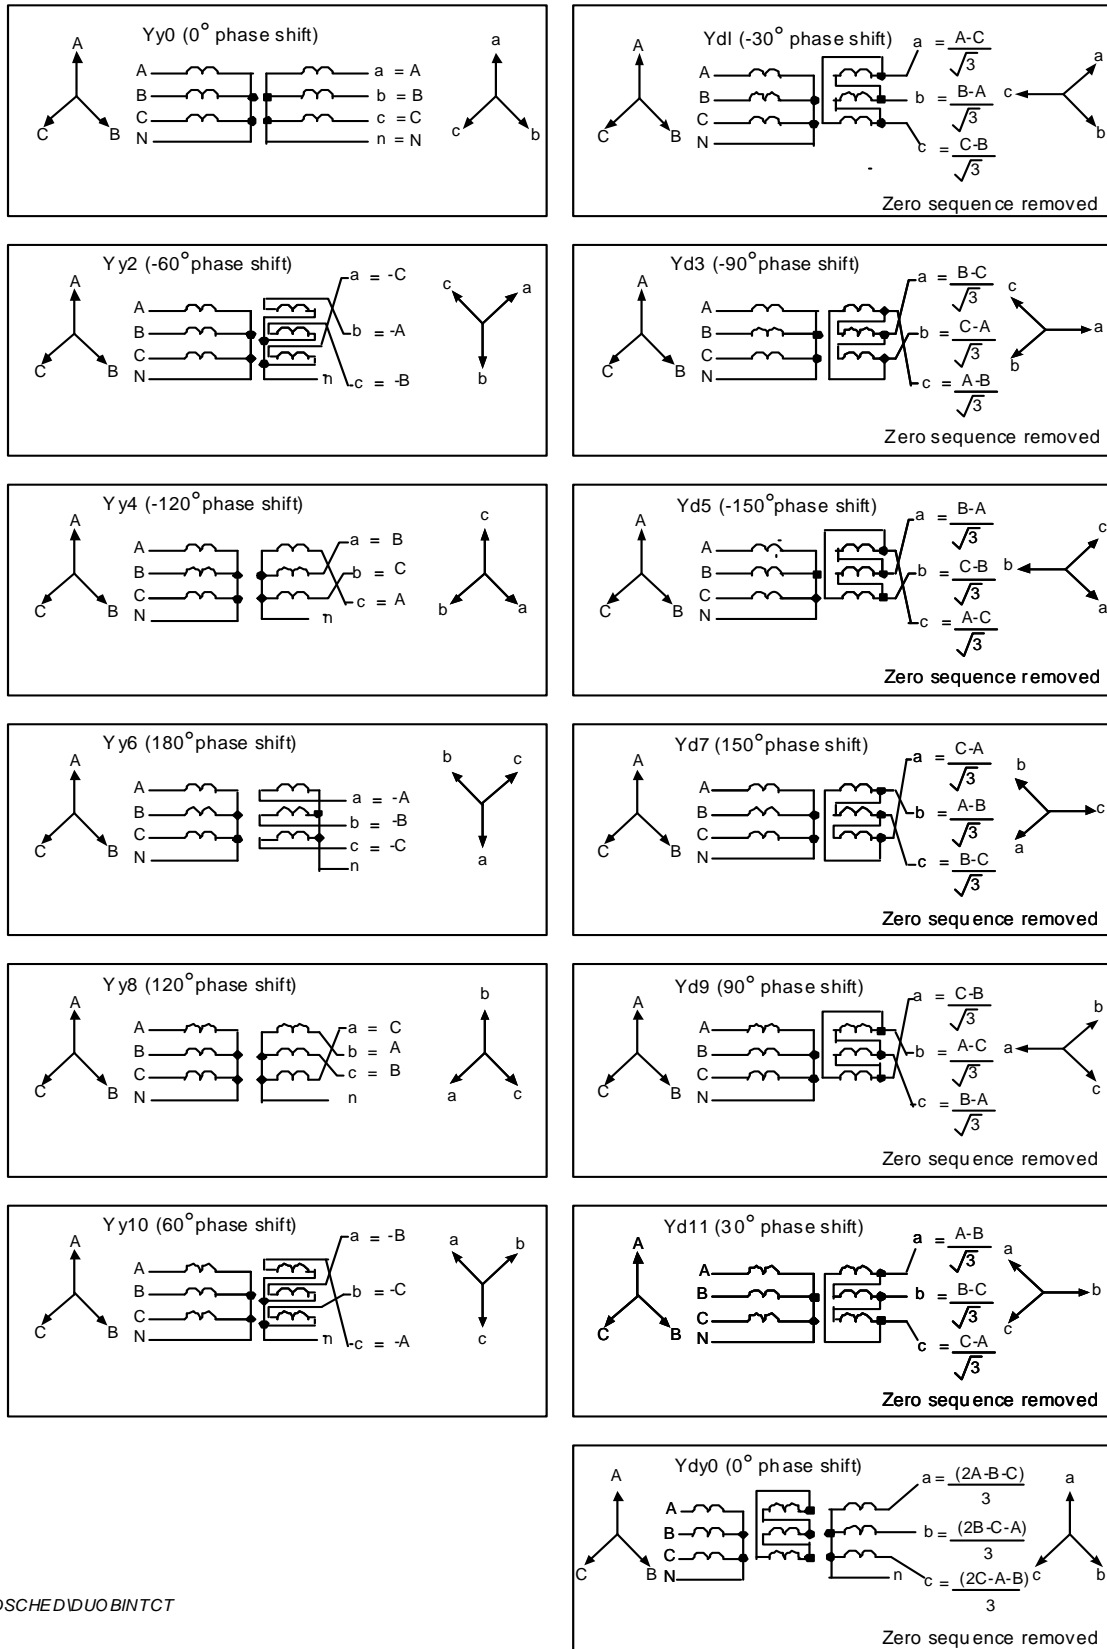 Yy0 (0° phase shift)
A
C
B
A
B
C
N
a = A
b = B
c = C
n = N
a
c
b
Yy2 (-60° phase shift)
A
C
B
A
B
C
N
a = -C
b = -A
n
c = -B
c
a
b
Yy4 (-120° phase shift)
A
C
B
A
B
C
N
a = B
b = C
c = A
n
c
b
a
Yy6 (180° phase shift)
A
C
B
A
B
C
N
a = -A
b = -B
c = -C
n
b
c
a
Yy8 (120° phase shift)
A
C
B
A
B
C
N
a = C
b = A
c = B
n
b
a
c
Yy10 (60° phase shift)
A
C
B
A
B
C
N
a = -B
b = -C
n
c = -A
a
b
c
YdI (-30° phase shift)
A
C
B
A
B
C
N
a = A-C
√3
b = B-A
√3
c = C-B
√3
a
c
b
Zero sequence removed
Yd3 (-90° phase shift)
A
C
B
A
B
C
N
a = B-C
√3
b = C-A
√3
c = A-B
√3
c
a
b
Zero sequence removed
Yd5 (-150° phase shift)
A
C
B
A
B
C
N
a = B-A
√3
b = C-B
√3
c = A-C
√3
c
b
a
Zero sequence removed
Yd7 (150° phase shift)
A
C
B
A
B
C
N
a = C-A
√3
b = A-B
√3
c = B-C
√3
b
c
a
Zero sequence removed
Yd9 (90° phase shift)
A
C
B
A
B
C
N
a = C-B
√3
b = A-C
√3
c = B-A
√3
b
a
c
Zero sequence removed
Yd11 (30° phase shift)
A
C
B
A
B
C
N
a = A-B
√3
b = B-C
√3
c = C-A
√3
a
b
c
Zero sequence removed
Ydy0 (0° phase shift)
A
C
B
A
B
C
N
a = (2A-B-C)
3
b = (2B-C-A)
3
n
c = (2C-A-B)
3
a
c
b
Zero sequence removed
OSCHED\DUOBINTCT